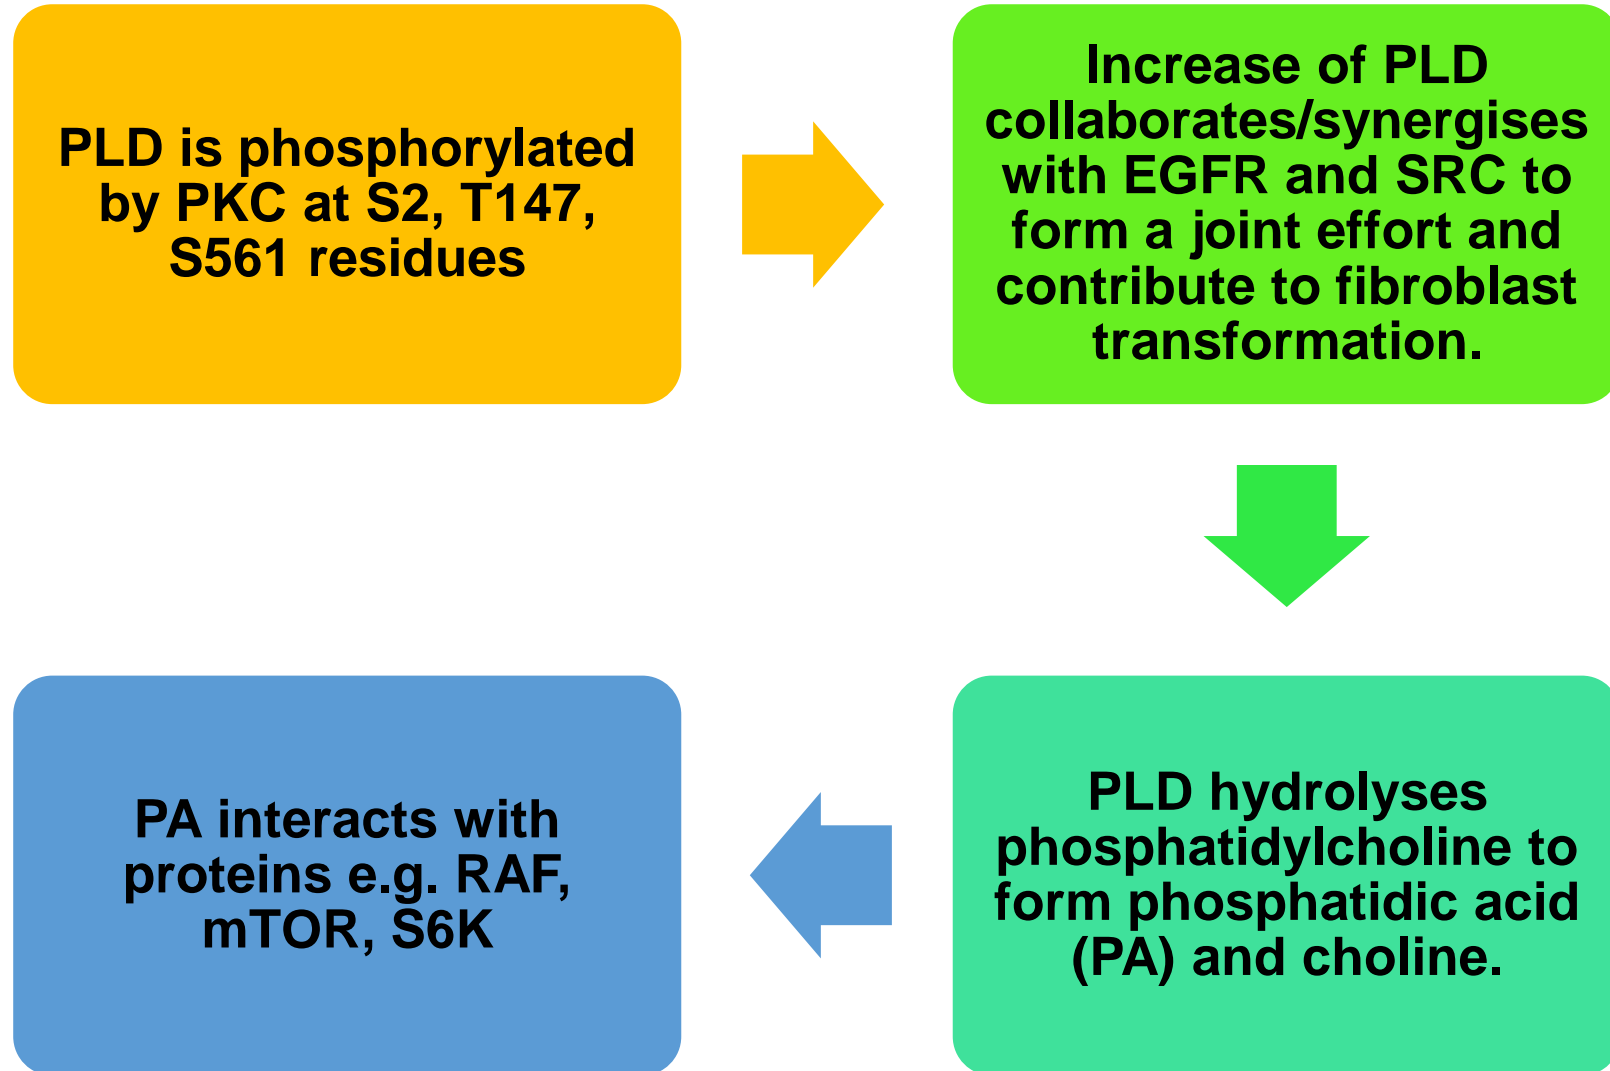 PLD is phosphorylated
by PKC at S2, T147,
S561 residues
Increase of PLD
collaborates/synergises
with EGFR and SRC to
form a joint effort and
contribute to fibroblast
transformation.
PLD hydrolyses
phosphatidylcholine to
form phosphatidic acid
(PA) and choline.
PA interacts with
proteins e.g. RAF,
mTOR, S6K